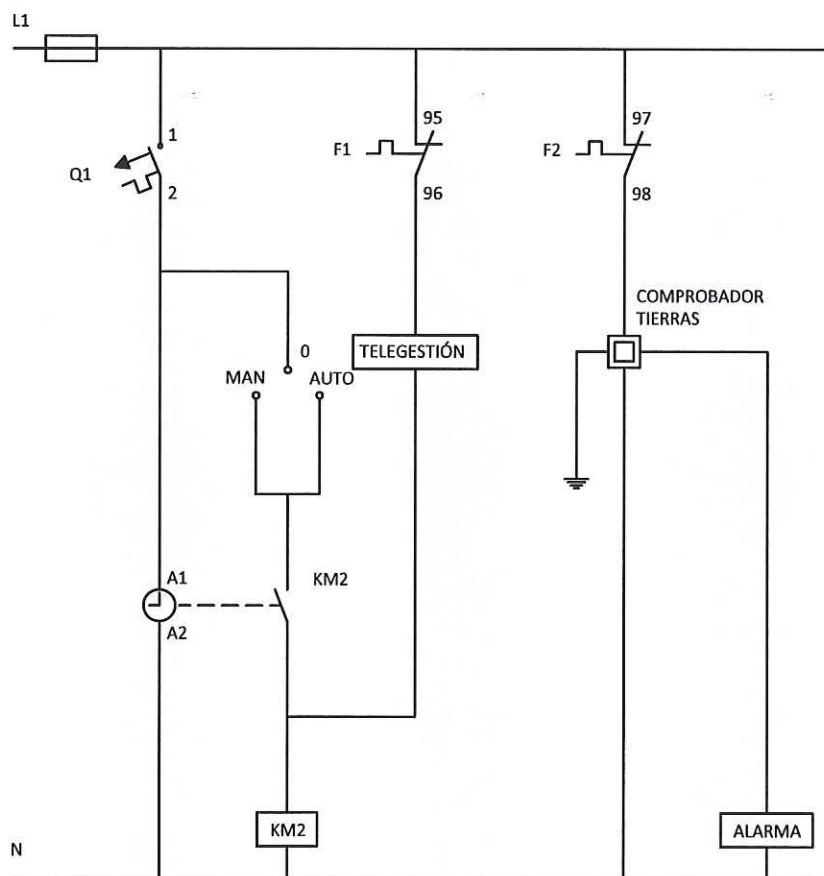 L1
1
Q1
2
95
F1
96
97
F2
98
COMPROBADOR
TIERRAS
TELEGESTIÓN
0
MAN
AUTO
A1
KM2
A2
KM2
ALARMA
N